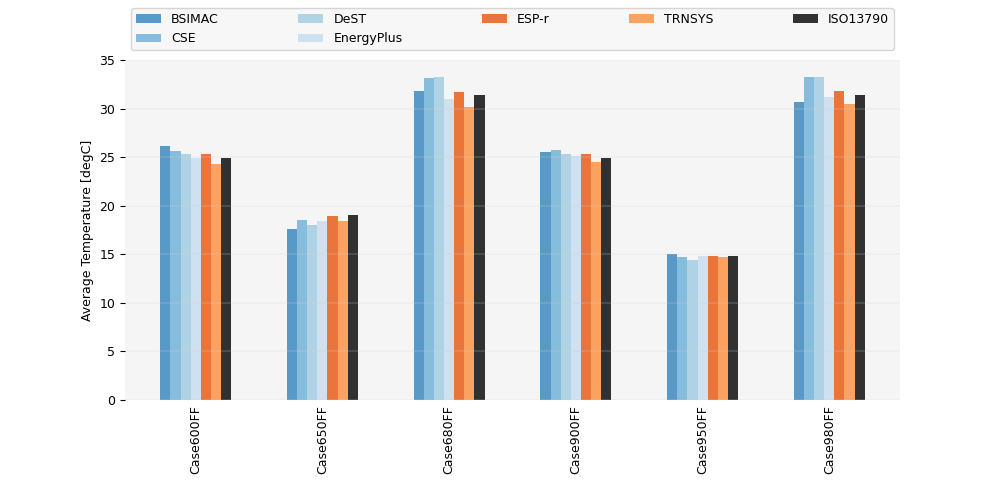 BSIMAC DeST ESP-r TRNSYS ISO13790
CSE EnergyPlus
Average Temperature [degC]
35
30
25
20
15
10
5
0
Case600FF Case650FF Case680FF Case900FF Case950FF Case980FF